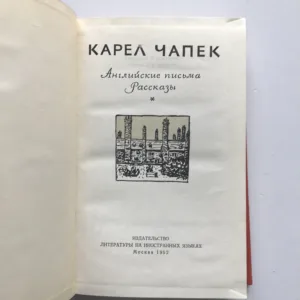 КАРЕЛ ЧАПЕК
Английские письма
Рассказы
ИЗДАТЕЛЬСТВО
ЛИТЕРАТУРЫ НА ИНОСТРАННЫХ ЯЗЫКАХ
Москва